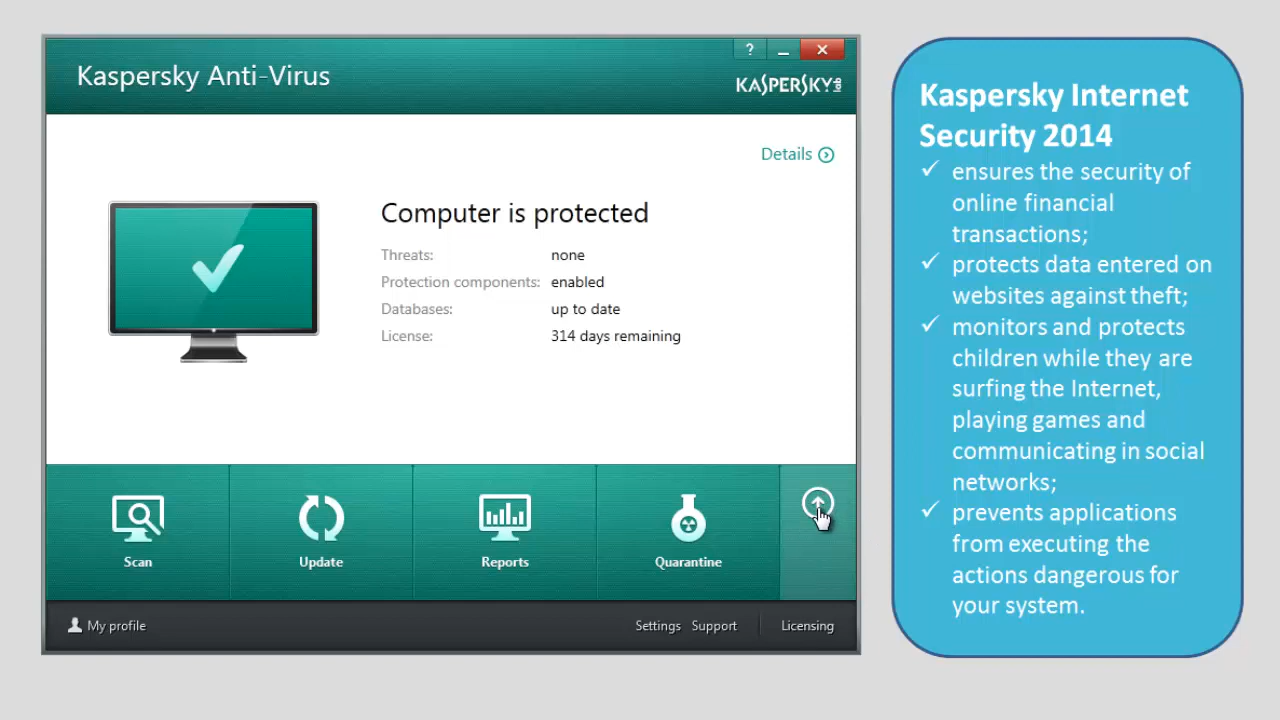 ?
Kaspersky Anti-Virus
KASPERSKY lab
Details
Computer is protected
Threats: none
Protection components: enabled
Databases: up to date
License: 314 days remaining
Scan
Update
Reports
Quarantine
My profile
Settings
Support
Licensing
Kaspersky Internet
Security 2014
✓ ensures the security of
online financial
transactions;
✓ protects data entered on
websites against theft;
✓ monitors and protects
children while they are
surfing the Internet,
playing games and
communicating in social
networks;
✓ prevents applications
from executing the
actions dangerous for
your system.